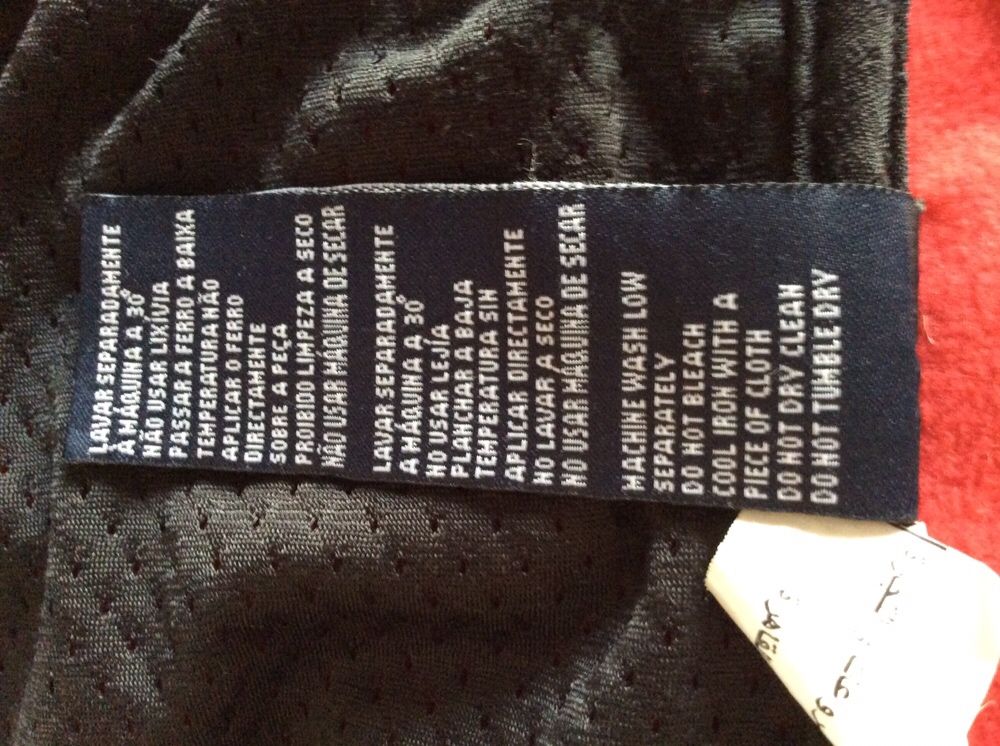 LAVAR SEPARADAMENTE
À MÁQUINA A 30°
NÃO USAR LIXÍVIA
PASSAR A FERRO A BAIXA
TEMPERATURA NÃO
APLICAR O FERRO
DIRECTAMENTE
SOBRE A PEÇA
PROIBIDO LIMPEZA A SECO
NÃO USAR MÁQUINA DE SECAR
LAVAR SEPARADAMENTE
A MÁQUINA A 30°
NO USAR LEJÍA
PLANCHAR A BAJA
TEMPERATURA SIN
APLICAR DIRECTAMENTE
NO LAVAR A SECO
NO USAR MAQUINA DE SECAR
MACHINE WASH LOW
SEPARATELY
DO NOT BLEACH
COOL IRON WITH A
PIECE OF CLOTH
DO NOT DRY CLEAN
DO NOT TUMBLE DRY